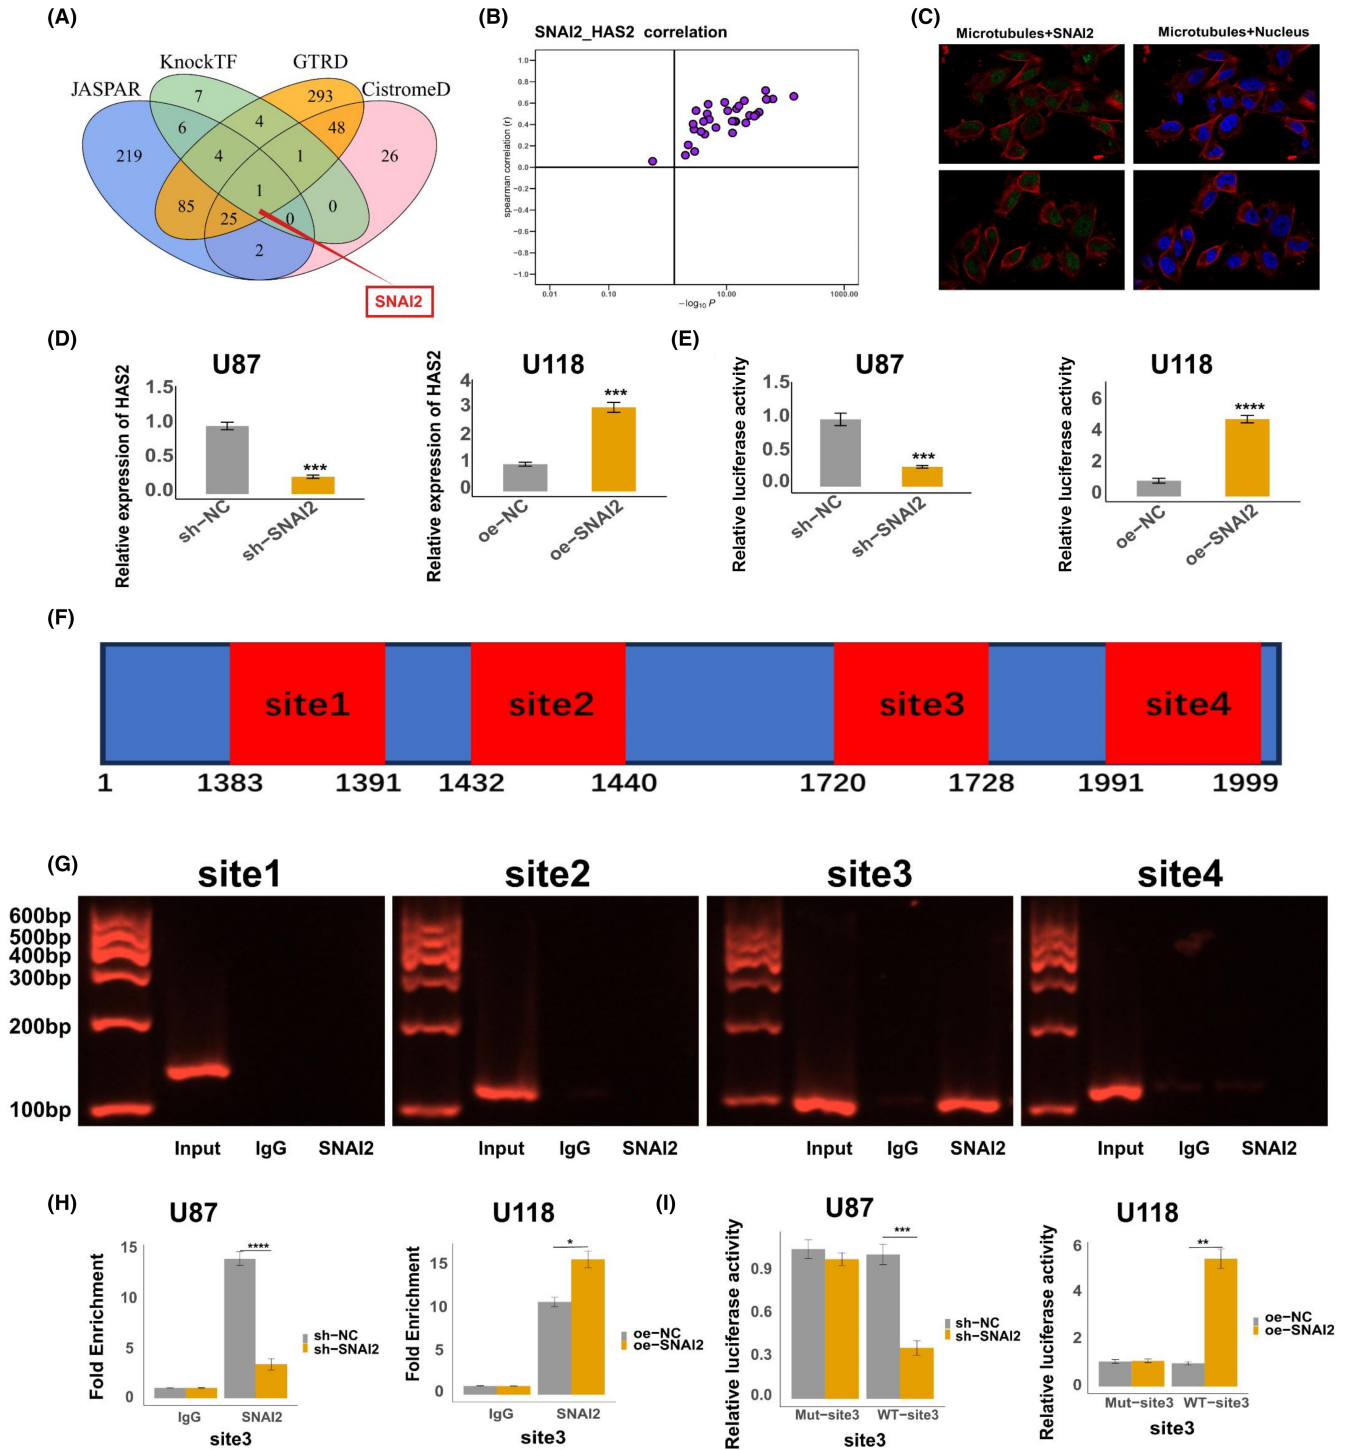 (A)
KnockTF
GTRD
JASPAR
CistromeD
7
293
6
4
48
219
4
1
26
1
85
25
0
0
2
SNAI2
(B)
SNAI2_HAS2 correlation
spearman correlation (r)
1.0
0.8
0.6
0.4
0.2
0.0
−0.2
−0.4
−0.6
−0.8
−1.0
0.01
0.10
10.00
1000.00
−log10 P
(C)
Microtubules+SNAI2
Microtubules+Nucleus
(D)
U87
Relative expression of HAS2
1.5
1.0
0.5
0.0
***
sh−NC
sh−SNAI2
U118
Relative expression of HAS2
4
3
2
1
0
***
oe−NC
oe−SNAI2
(E)
U87
Relative luciferase activity
1.5
1.0
0.5
0.0
***
sh−NC
sh−SNAI2
U118
Relative luciferase activity
6
4
2
0
****
oe−NC
oe−SNAI2
(F)
site1
site2
site3
site4
1
1383
1391
1432
1440
1720
1728
1991
1999
(G)
site1
site2
site3
site4
600bp
500bp
400bp
300bp
200bp
100bp
Input IgG SNAI2
Input IgG SNAI2
Input IgG SNAI2
Input IgG SNAI2
(H)
U87
Fold Enrichment
15
10
5
0
****
IgG
SNAI2
site3
sh−NC
sh−SNAI2
U118
Fold Enrichment
15
10
5
0
*
IgG
SNAI2
site3
oe−NC
oe−SNAI2
(I)
U87
Relative luciferase activity
0.9
0.6
0.3
0.0
***
Mut−site3
WT−site3
site3
sh−NC
sh−SNAI2
U118
Relative luciferase activity
6
4
2
0
**
Mut−site3
WT−site3
site3
oe−NC
oe−SNAI2